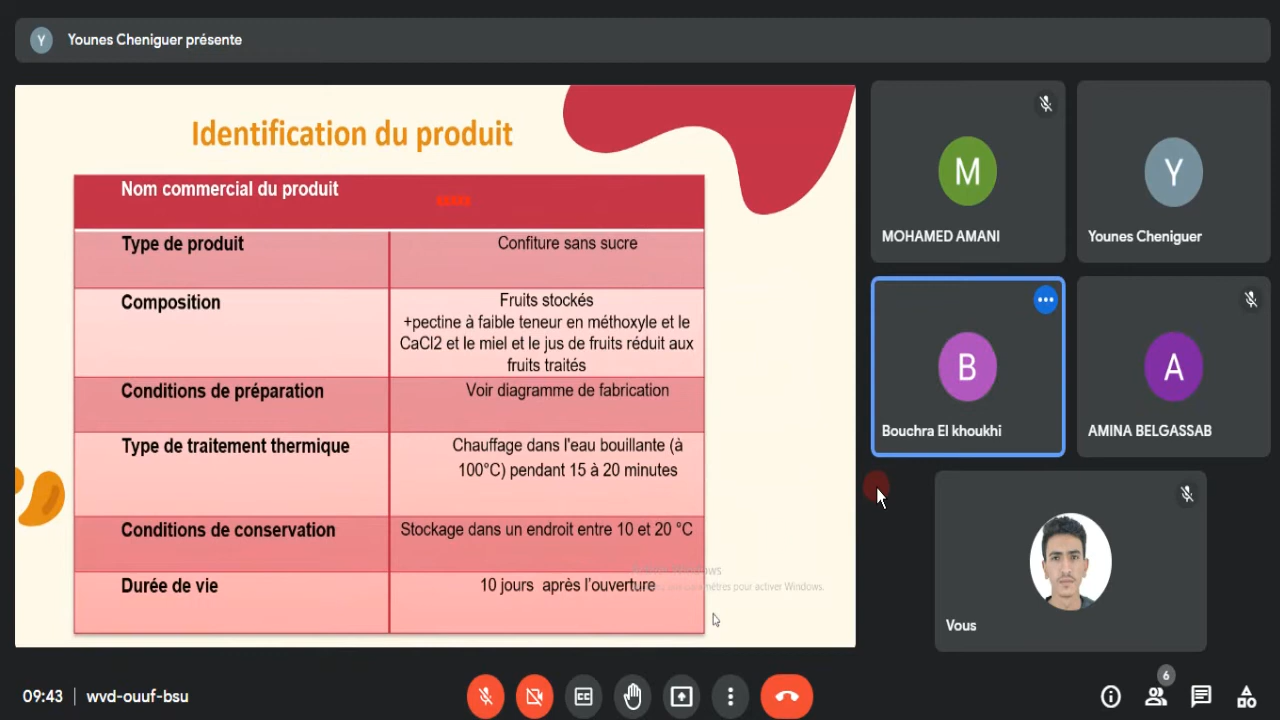 Y
Younes Cheniguer présente
Identification du produit
Nom commercial du produit
Type de produit
Confiture sans sucre
Composition
Fruits stockés
+pectine à faible teneur en méthoxyle et le
CaCl2 et le miel et le jus de fruits réduit aux
fruits traités
Conditions de préparation
Voir diagramme de fabrication
Type de traitement thermique
Chauffage dans l'eau bouillante (à
100°C) pendant 15 à 20 minutes
Conditions de conservation
Stockage dans un endroit entre 10 et 20 °C
Durée de vie
10 jours après l'ouverture
pour activer Windows.
M
MOHAMED AMANI
Y
Younes Cheniguer
B
Bouchra El khoukhi
A
AMINA BELGASSAB
Vous
09:43 | wvd-ouuf-bsu
CC
6